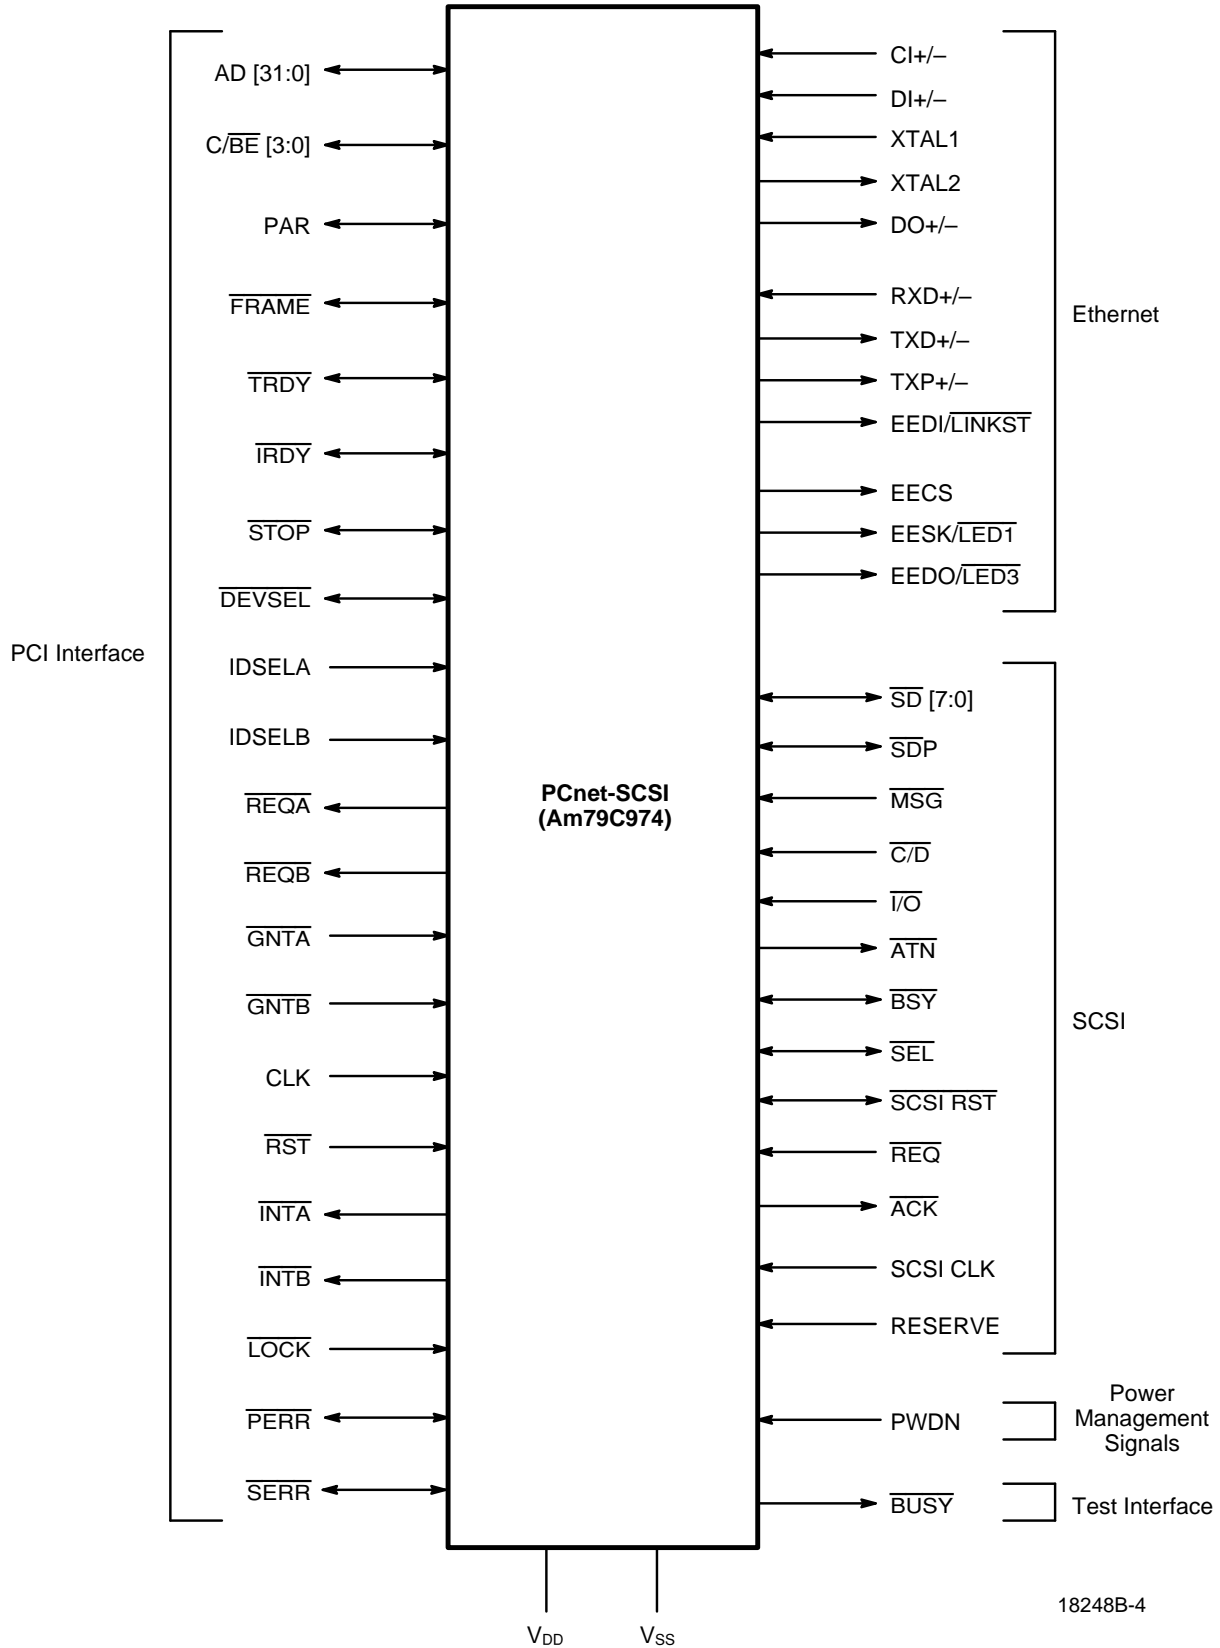 AD [31:0]
C/BE [3:0]
PAR
FRAME
TRDY
IRDY
STOP
DEVSEL
PCI Interface
IDSELA
IDSELB
REQA
REQB
GNTA
GNTB
CLK
RST
INTA
INTB
LOCK
PERR
SERR
PCnet-SCSI
(Am79C974)
CI+/–
DI+/–
XTAL1
XTAL2
DO+/–
RXD+/–
TXD+/–
TXP+/–
EEDI/LINKST
EECS
EESK/LED1
EEDO/LED3
Ethernet
SD [7:0]
SDP
MSG
C/D
I/O
ATN
BSY
SEL
SCSI RST
REQ
ACK
SCSI CLK
RESERVE
SCSI
PWDN
Power
Management
Signals
BUSY
Test Interface
VDD
VSS
18248B-4